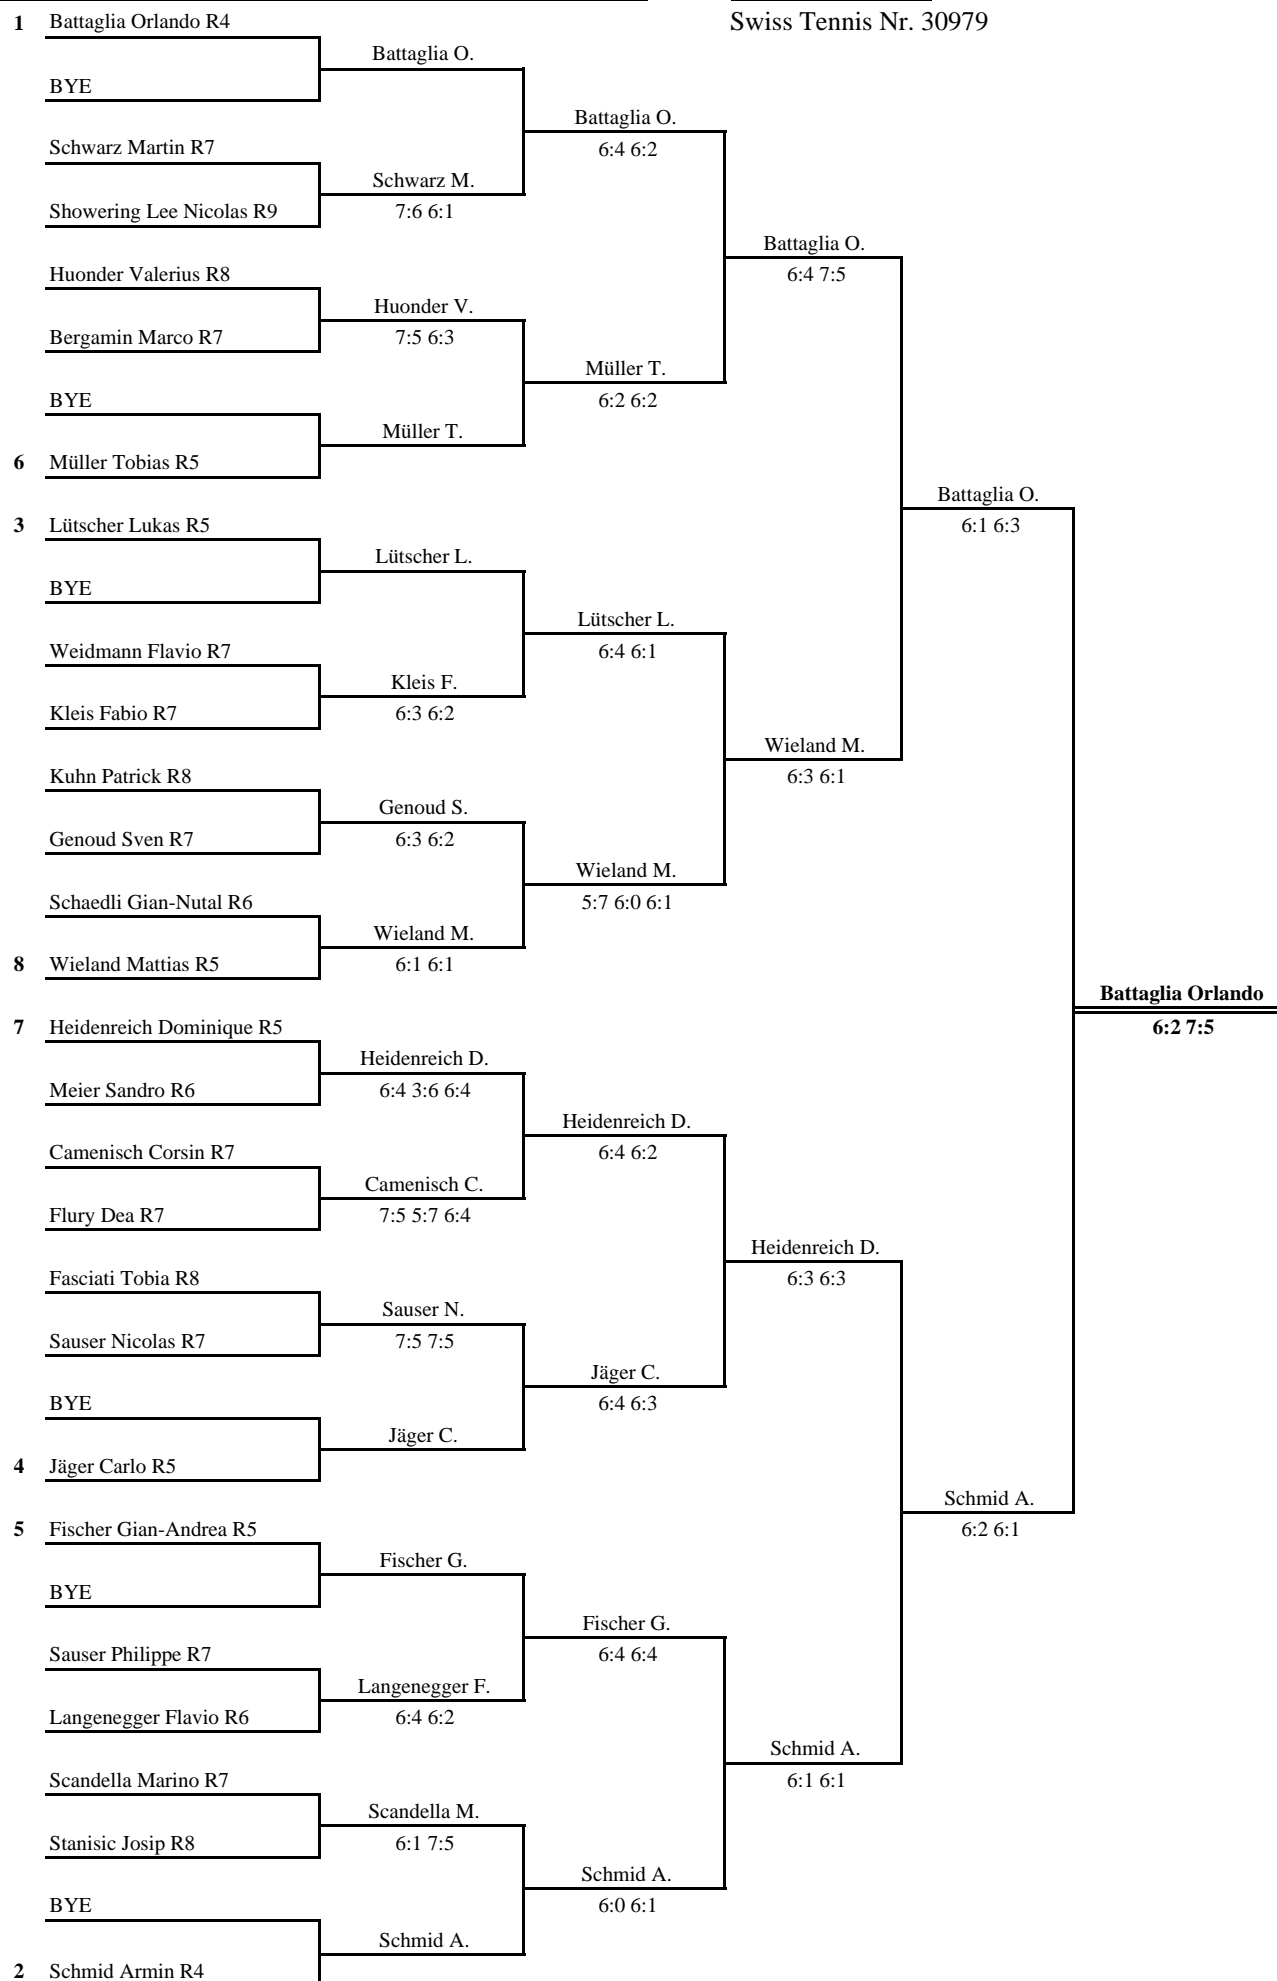 Swiss Tennis Nr. 30979
1 Battaglia Orlando R4
BYE
Schwarz Martin R7
Showering Lee Nicolas R9
Huonder Valerius R8
Bergamin Marco R7
BYE
6 Müller Tobias R5
3 Lütscher Lukas R5
BYE
Weidmann Flavio R7
Kleis Fabio R7
Kuhn Patrick R8
Genoud Sven R7
Schaedli Gian-Nutal R6
8 Wieland Mattias R5
7 Heidenreich Dominique R5
Meier Sandro R6
Camenisch Corsin R7
Flury Dea R7
Fasciati Tobia R8
Sauser Nicolas R7
BYE
4 Jäger Carlo R5
5 Fischer Gian-Andrea R5
BYE
Sauser Philippe R7
Langenegger Flavio R6
Scandella Marino R7
Stanisic Josip R8
BYE
2 Schmid Armin R4
Battaglia O.
Schwarz M.
7:6 6:1
Huonder V.
7:5 6:3
Müller T.
Lütscher L.
Kleis F.
6:3 6:2
Genoud S.
6:3 6:2
Wieland M.
6:1 6:1
Heidenreich D.
6:4 3:6 6:4
Camenisch C.
7:5 5:7 6:4
Sauser N.
7:5 7:5
Jäger C.
Fischer G.
Langenegger F.
6:4 6:2
Scandella M.
6:1 7:5
Schmid A.
Battaglia O.
6:4 6:2
Müller T.
6:2 6:2
Lütscher L.
6:4 6:1
Wieland M.
5:7 6:0 6:1
Heidenreich D.
6:4 6:2
Jäger C.
6:4 6:3
Fischer G.
6:4 6:4
Schmid A.
6:0 6:1
Battaglia O.
6:4 7:5
Wieland M.
6:3 6:1
Heidenreich D.
6:3 6:3
Schmid A.
6:1 6:1
Battaglia O.
6:1 6:3
Schmid A.
6:2 6:1
Battaglia Orlando
6:2 7:5